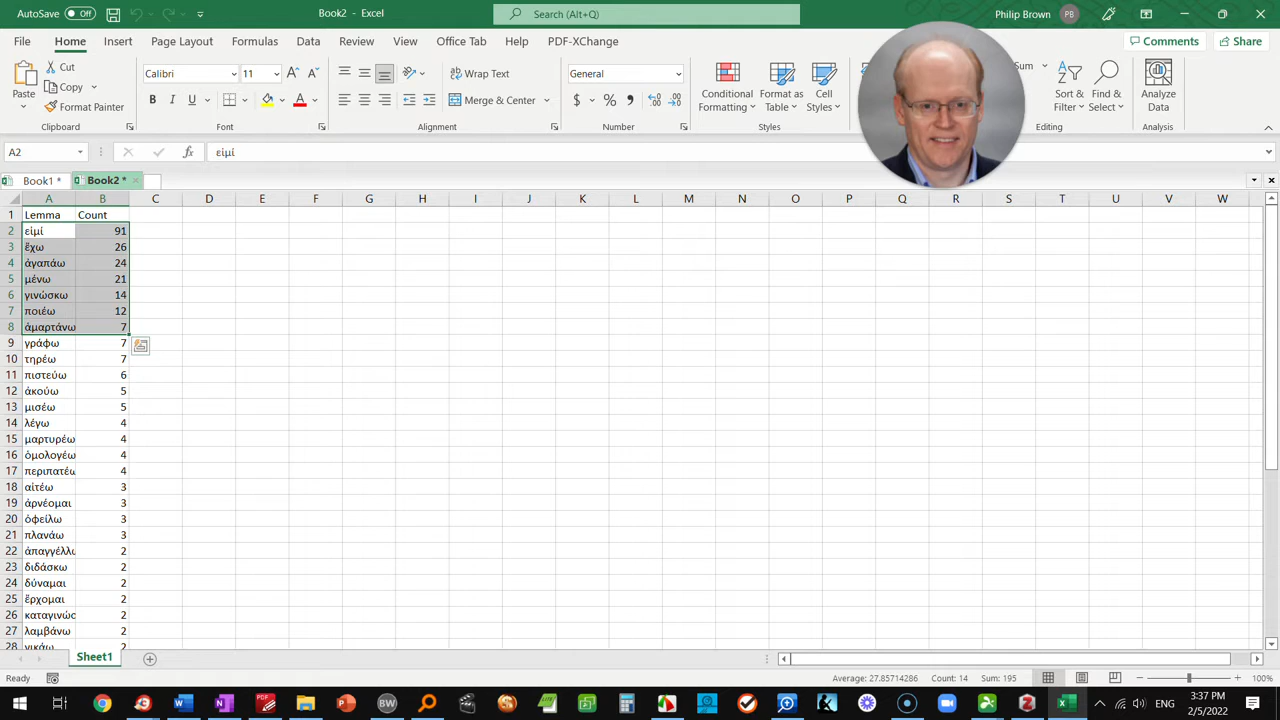 AutoSave Off Book2 - Excel Search (Alt+Q) Philip Brown PB
File Home Insert Page Layout Formulas Data Review View Office Tab Help PDF-XChange Comments Share
Paste Cut Copy Format Painter
Calibri 11
B I U A
Wrap Text
Merge & Center
General
$ % ,
Conditional Formatting Format as Table Cell Styles
Sum
Sort & Filter Find & Select Analyze Data
Clipboard Font Alignment Number Styles Editing Analysis
A2 fx εἰμί
Book1 * Book2 *
A B C D E F G H I J K L M N O P Q R S T U V W
1 Lemma Count
2 εἰμί 91
3 ἔχω 26
4 ἀγαπάω 24
5 μένω 21
6 γινώσκω 14
7 ποιέω 12
8 ἁμαρτάνω 7
9 γράφω 7
10 τηρέω 7
11 πιστεύω 6
12 ἀκούω 5
13 μισέω 5
14 λέγω 4
15 μαρτυρέω 4
16 ὁμολογέω 4
17 περιπατέω 4
18 αἰτέω 3
19 ἀρνέομαι 3
20 ὀφείλω 3
21 πλανάω 3
22 ἀπαγγέλλω 2
23 διδάσκω 2
24 δύναμαι 2
25 ἔρχομαι 2
26 καταγινώσ 2
27 λαμβάνω 2
28 νικάω 2
Sheet1
Ready Average: 27.85714286 Count: 14 Sum: 195 100%
ENG 3:37 PM
2/5/2022